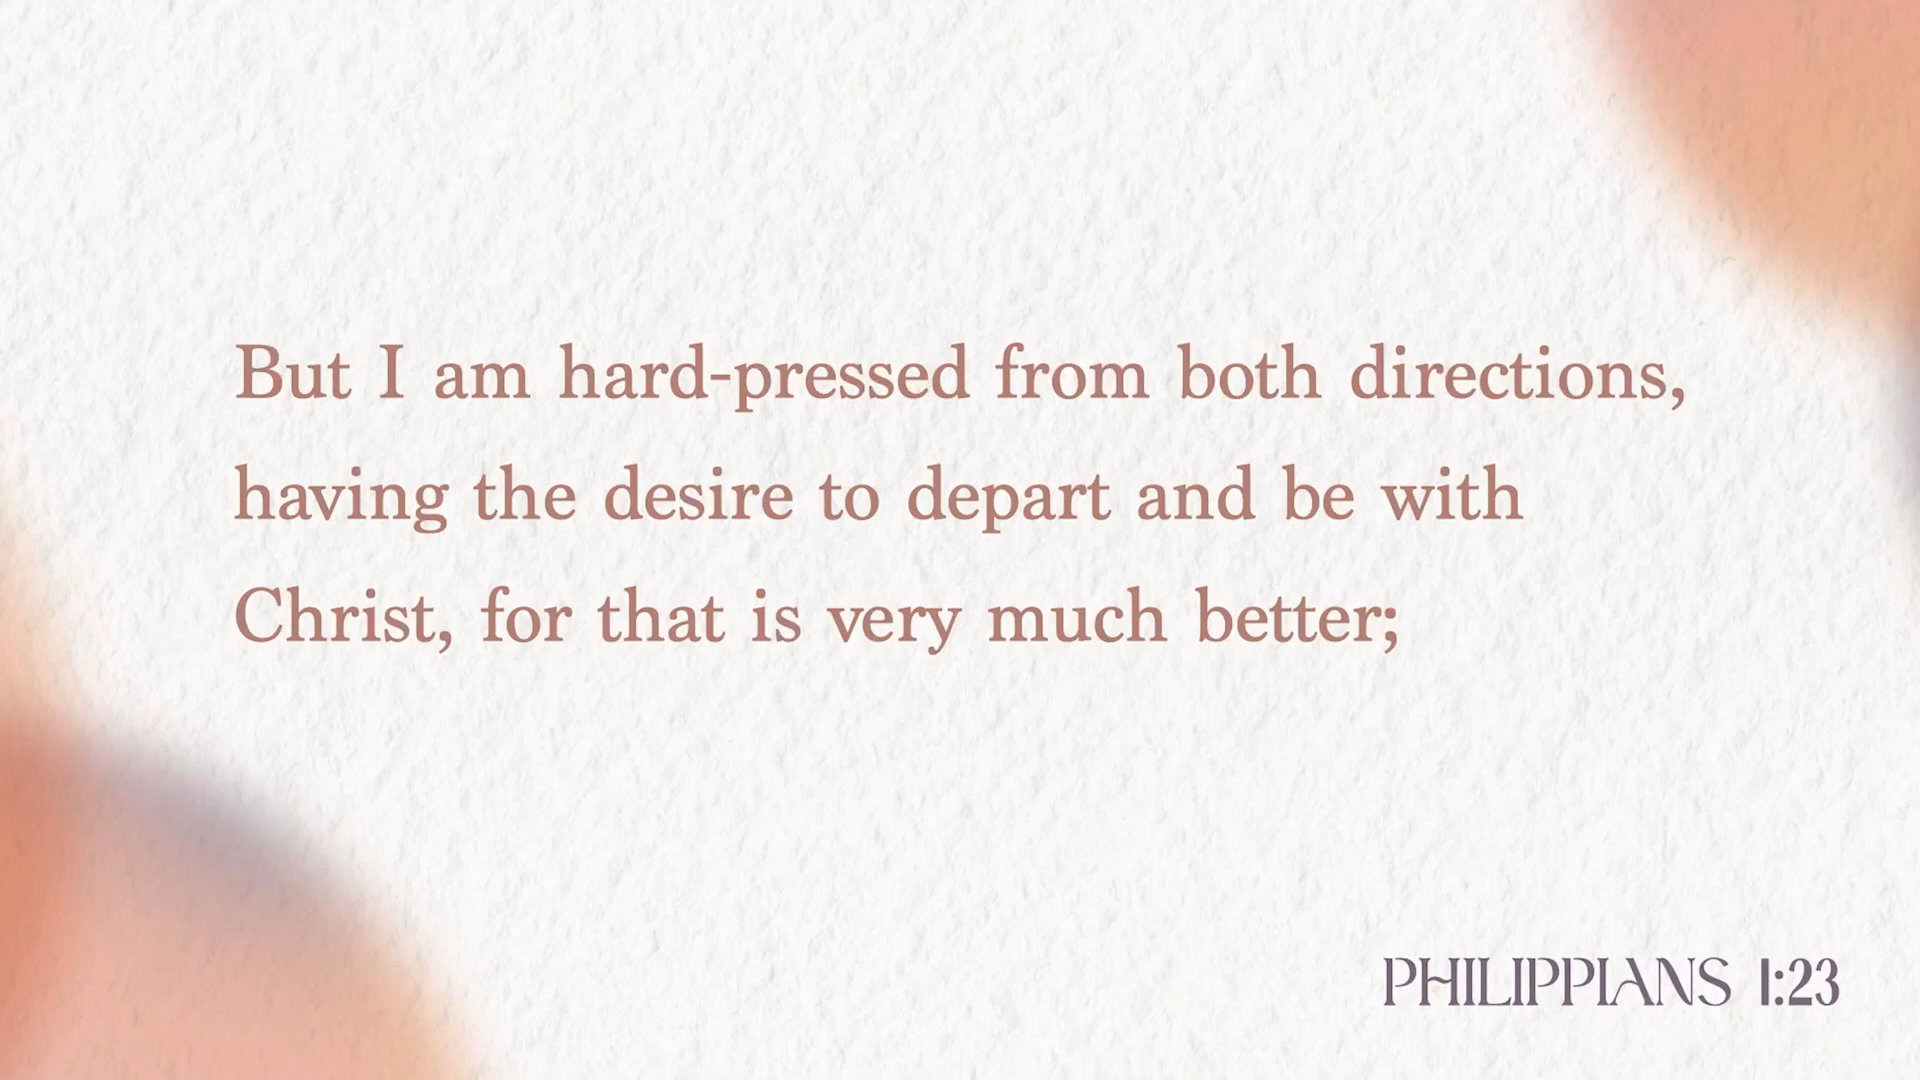 But I am hard-pressed from both directions,
having the desire to depart and be with
Christ, for that is very much better;
PHILIPPIANS 1:23